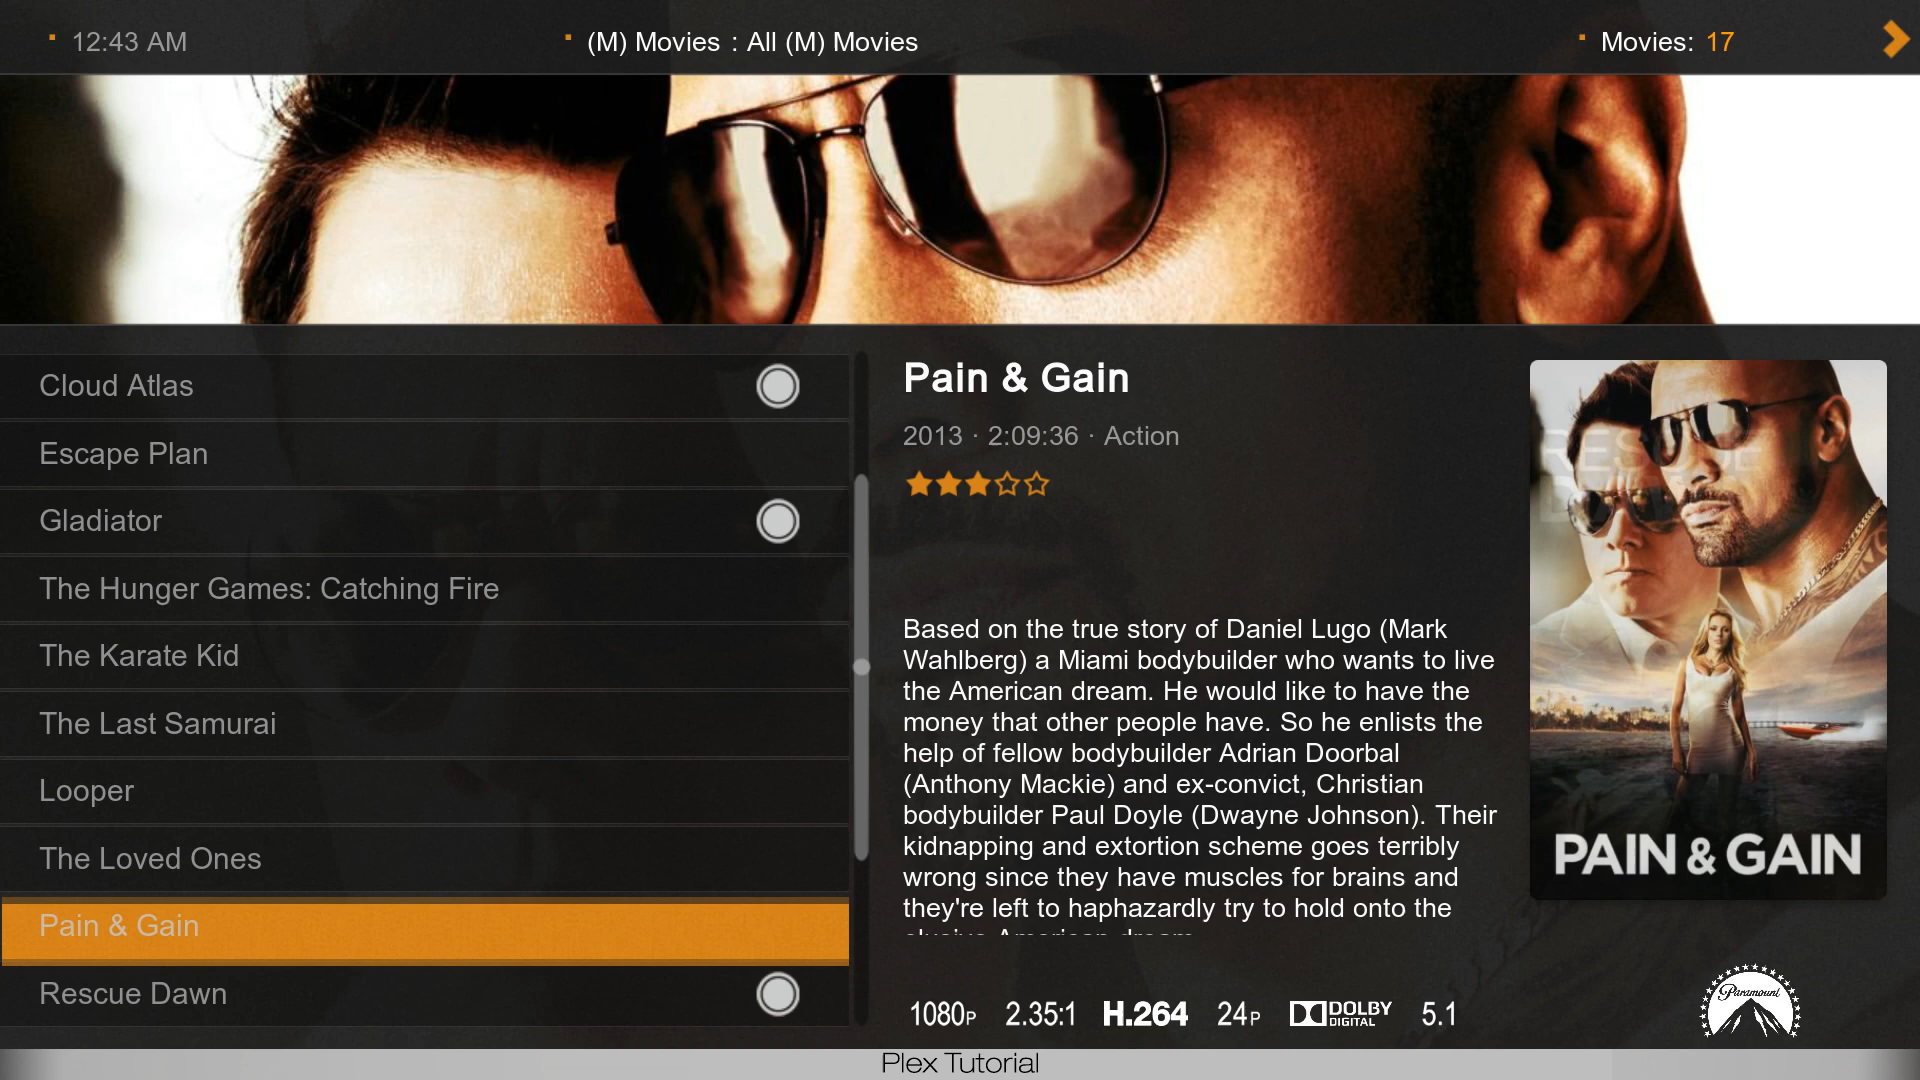 12:43 AM
(M) Movies : All (M) Movies
Movies: 17
Cloud Atlas
Escape Plan
Gladiator
The Hunger Games: Catching Fire
The Karate Kid
The Last Samurai
Looper
The Loved Ones
Pain & Gain
Rescue Dawn
Pain & Gain
2013 · 2:09:36 · Action
Based on the true story of Daniel Lugo (Mark
Wahlberg) a Miami bodybuilder who wants to live
the American dream. He would like to have the
money that other people have. So he enlists the
help of fellow bodybuilder Adrian Doorbal
(Anthony Mackie) and ex-convict, Christian
bodybuilder Paul Doyle (Dwayne Johnson). Their
kidnapping and extortion scheme goes terribly
wrong since they have muscles for brains and
they're left to haphazardly try to hold onto the
elusive American dream.
PAIN & GAIN
1080P 2.35:1 H.264 24P DOLBY DIGITAL 5.1
Paramount
Plex Tutorial